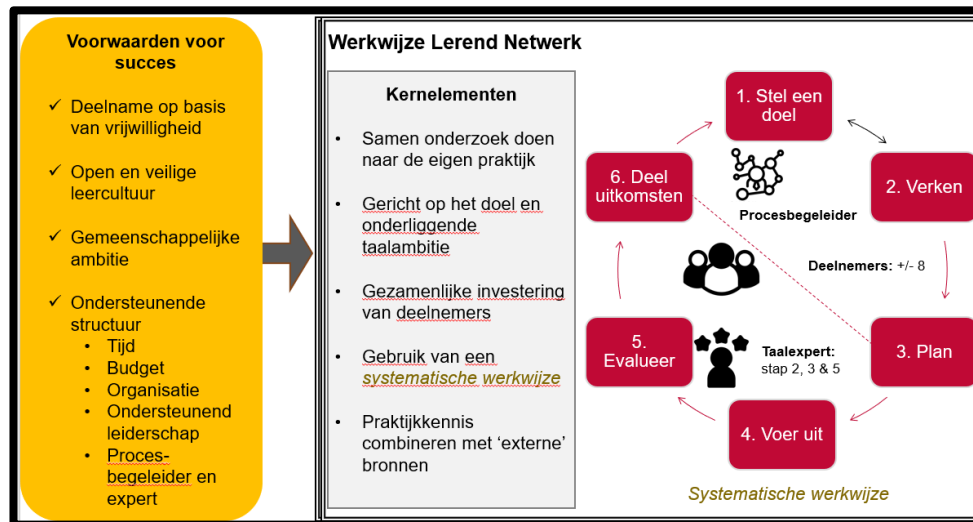 Voorwaarden voor
succes
✓ Deelname op basis
van vrijwilligheid
✓ Open en veilige
leercultuur
✓ Gemeenschappelijke
ambitie
✓ Ondersteunende
structuur
• Tijd
• Budget
• Organisatie
• Ondersteunend
leiderschap
• Proces-
begeleider en
expert
Werkwijze Lerend Netwerk
Kernelementen
• Samen onderzoek doen
naar de eigen praktijk
• Gericht op het doel en
onderliggende
taalambitie
• Gezamenlijke investering
van deelnemers
• Gebruik van een
systematische werkwijze
• Praktijkkennis
combineren met ‘externe’
bronnen
1. Stel een
doel
2. Verken
3. Plan
4. Voer uit
5.
Evalueer
6. Deel
uitkomsten
Procesbegeleider
Deelnemers: +/- 8
Taalexpert:
stap 2, 3 & 5
Systematische werkwijze